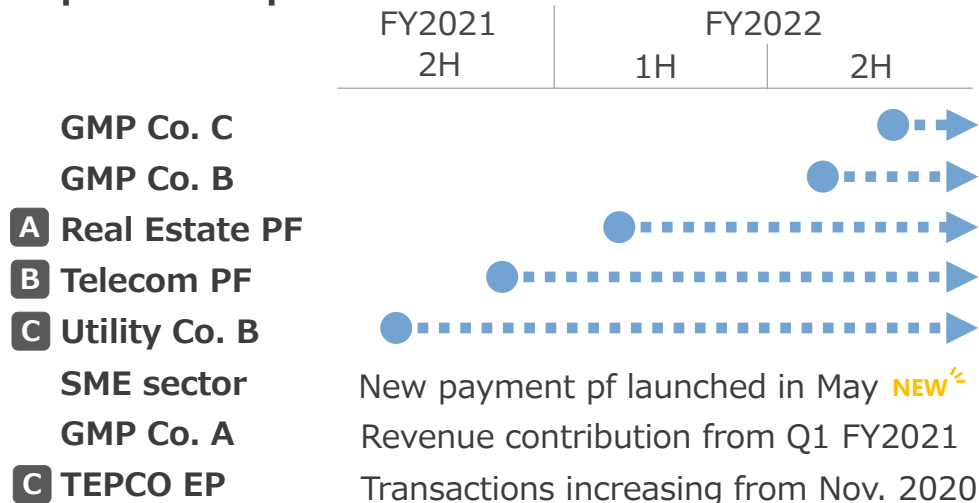 FY2021 FY2022
2H 1H 2H
GMP Co. C
GMP Co. B
A Real Estate PF
B Telecom PF
C Utility Co. B
SME sector New payment pf launched in May NEW
GMP Co. A Revenue contribution from Q1 FY2021
C TEPCO EP Transactions increasing from Nov. 2020